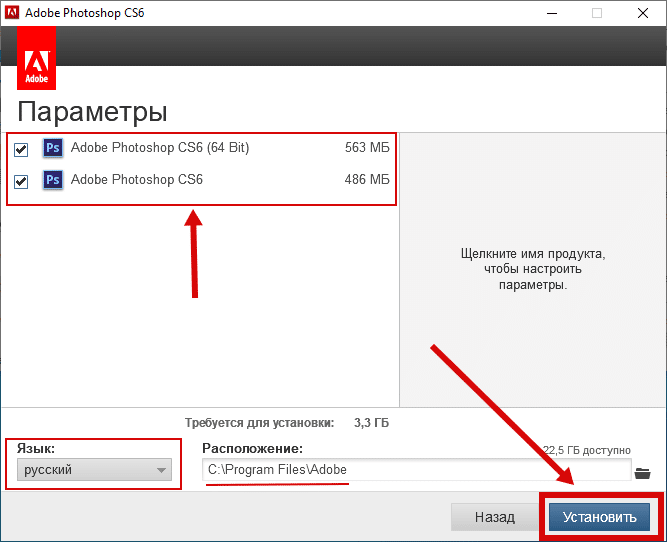 Adobe Photoshop CS6
Adobe
Параметры
Ps Adobe Photoshop CS6 (64 Bit) 563 МБ
Ps Adobe Photoshop CS6 486 МБ
Щелкните имя продукта,
чтобы настроить
параметры.
Требуется для установки: 3,3 ГБ
Язык:
русский
Расположение:
22,5 ГБ доступно
C:\Program Files\Adobe
Назад
Установить